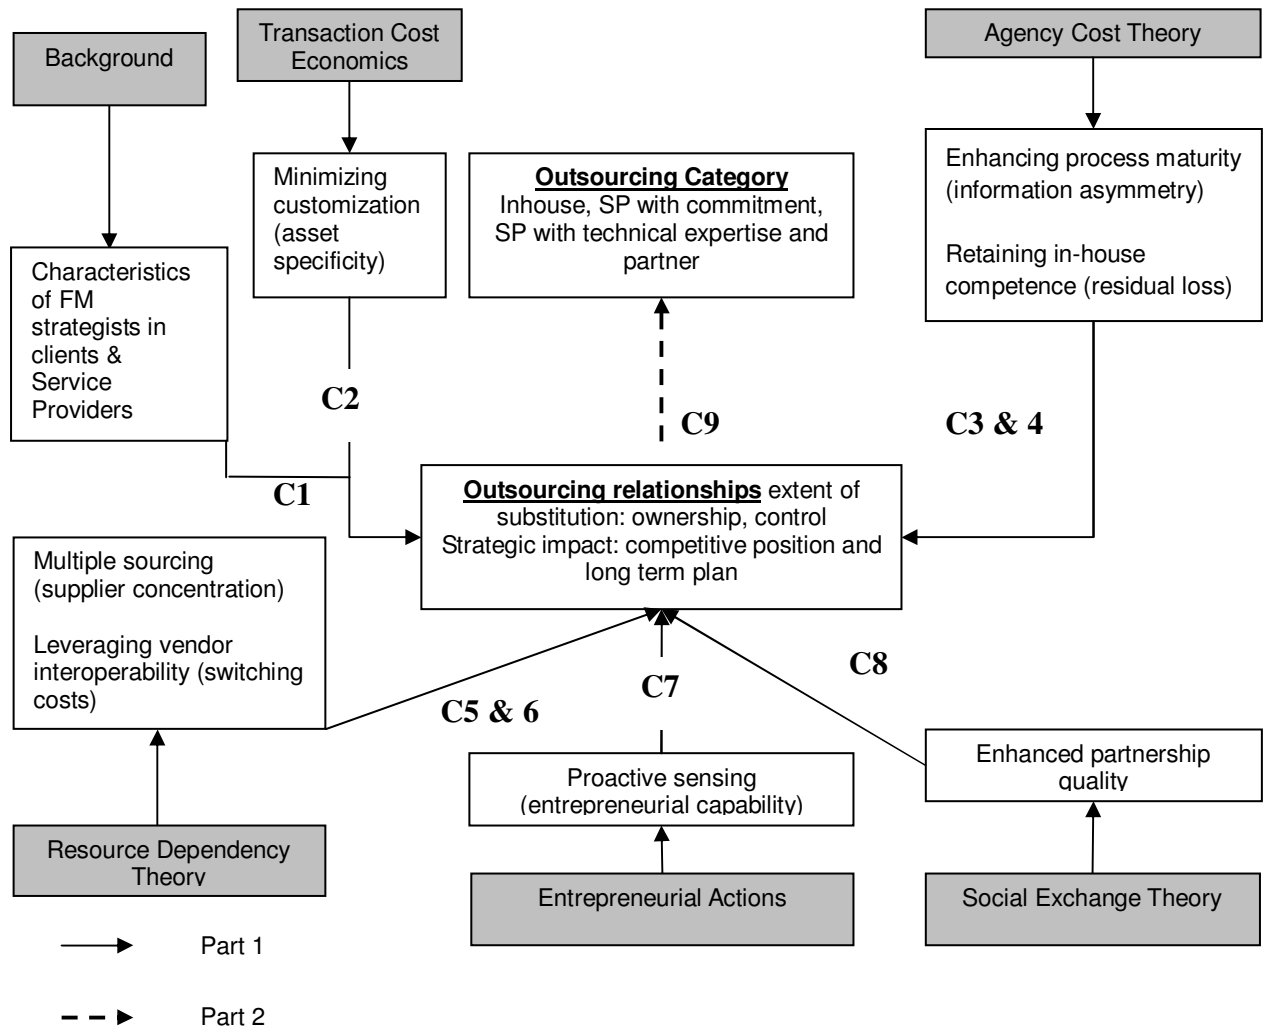 Background
Transaction Cost
Economics
Agency Cost Theory
Characteristics
of FM
strategists in
clients &
Service
Providers
Minimizing
customization
(asset
specificity)
Outsourcing Category
Inhouse, SP with commitment,
SP with technical expertise and
partner
Enhancing process maturity
(information asymmetry)
Retaining in-house
competence (residual loss)
C2
C9
C3 & 4
C1
Outsourcing relationships extent of
substitution: ownership, control
Strategic impact: competitive position and
long term plan
Multiple sourcing
(supplier concentration)
Leveraging vendor
interoperability (switching
costs)
C5 & 6
C7
C8
Proactive sensing
(entrepreneurial capability)
Enhanced partnership
quality
Resource Dependency
Theory
Entrepreneurial Actions
Social Exchange Theory
Part 1
Part 2